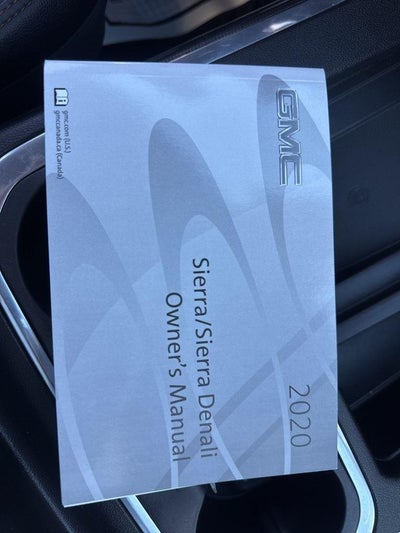 GMC
2020
Sierra/Sierra Denali
Owner's Manual
gmc.com (U.S.)
gmccanada.ca (Canada)